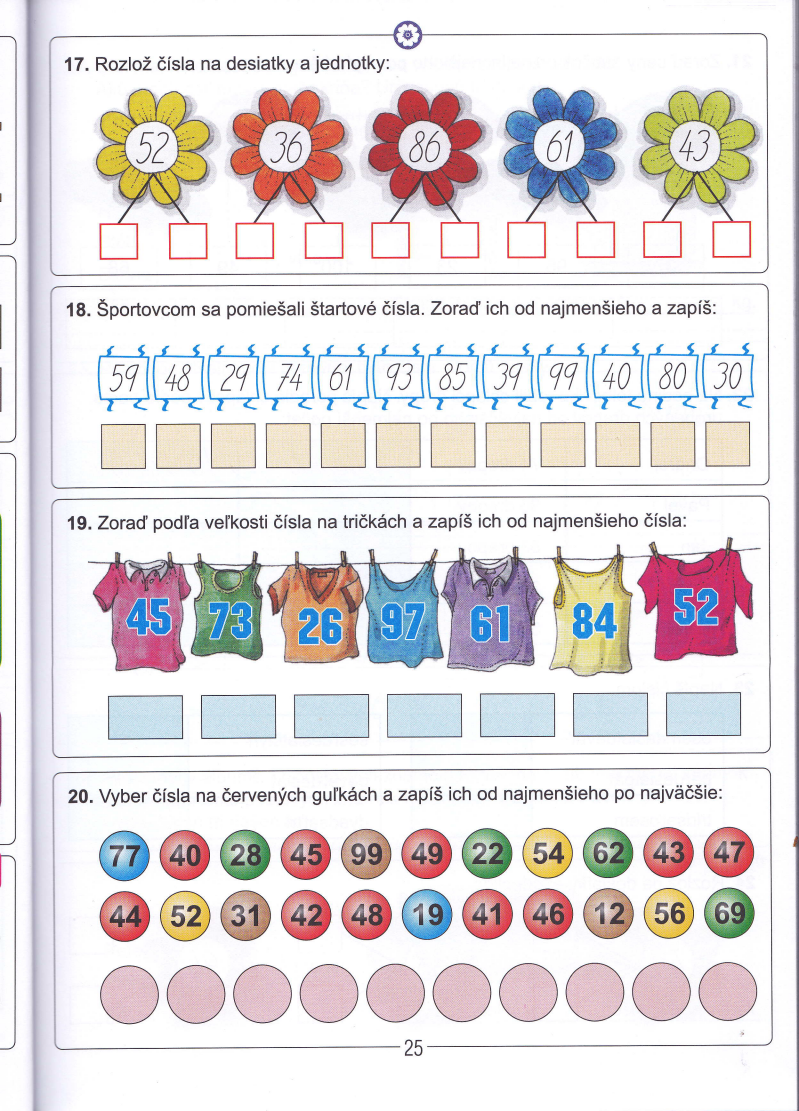 17. Rozlož čísla na desiatky a jednotky:
52 36 86 61 43
18. Športovcom sa pomiešali štartové čísla. Zoraď ich od najmenšieho a zapíš:
59 48 29 74 61 93 85 39 99 40 80 30
19. Zoraď podľa veľkosti čísla na tričkách a zapíš ich od najmenšieho čísla:
45 73 26 97 61 84 52
20. Vyber čísla na červených guľkách a zapíš ich od najmenšieho po najväčšie:
77 40 28 45 99 49 22 54 62 43 47
44 52 31 42 48 19 41 46 12 56 69
25